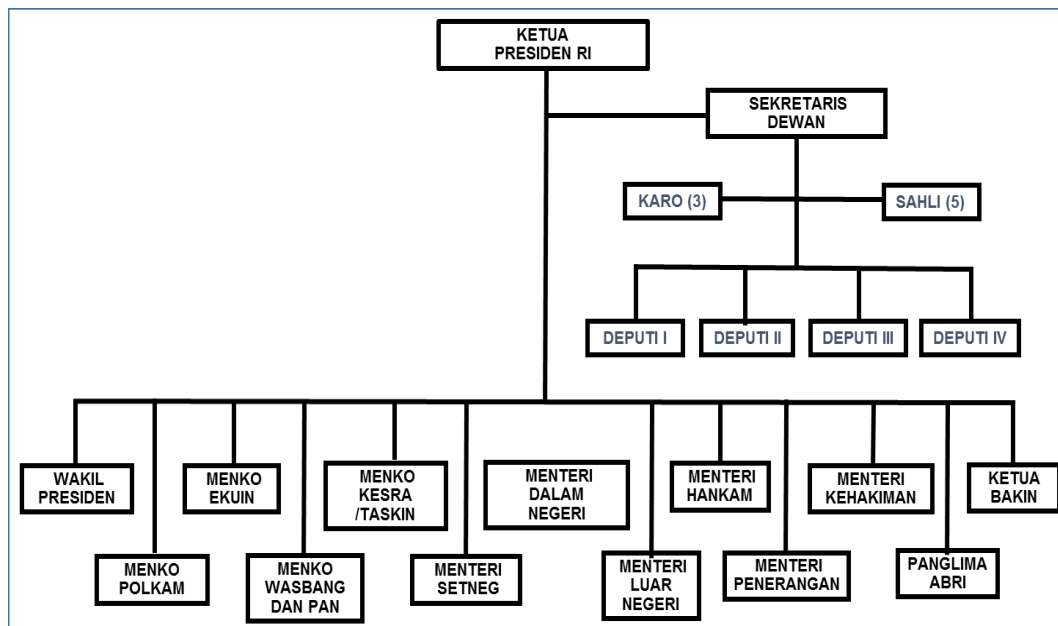 KETUA
PRESIDEN RI
SEKRETARIS
DEWAN
KARO (3)
SAHLI (5)
DEPUTI I
DEPUTI II
DEPUTI III
DEPUTI IV
WAKIL
PRESIDEN
MENKO
EKUIN
MENKO
KESRA
/TASKIN
MENTERI
DALAM
NEGERI
MENTERI
HANKAM
MENTERI
KEHAKIMAN
KETUA
BAKIN
MENKO
POLKAM
MENKO
WASBANG
DAN PAN
MENTERI
SETNEG
MENTERI
LUAR
NEGERI
MENTERI
PENERANGAN
PANGLIMA
ABRI